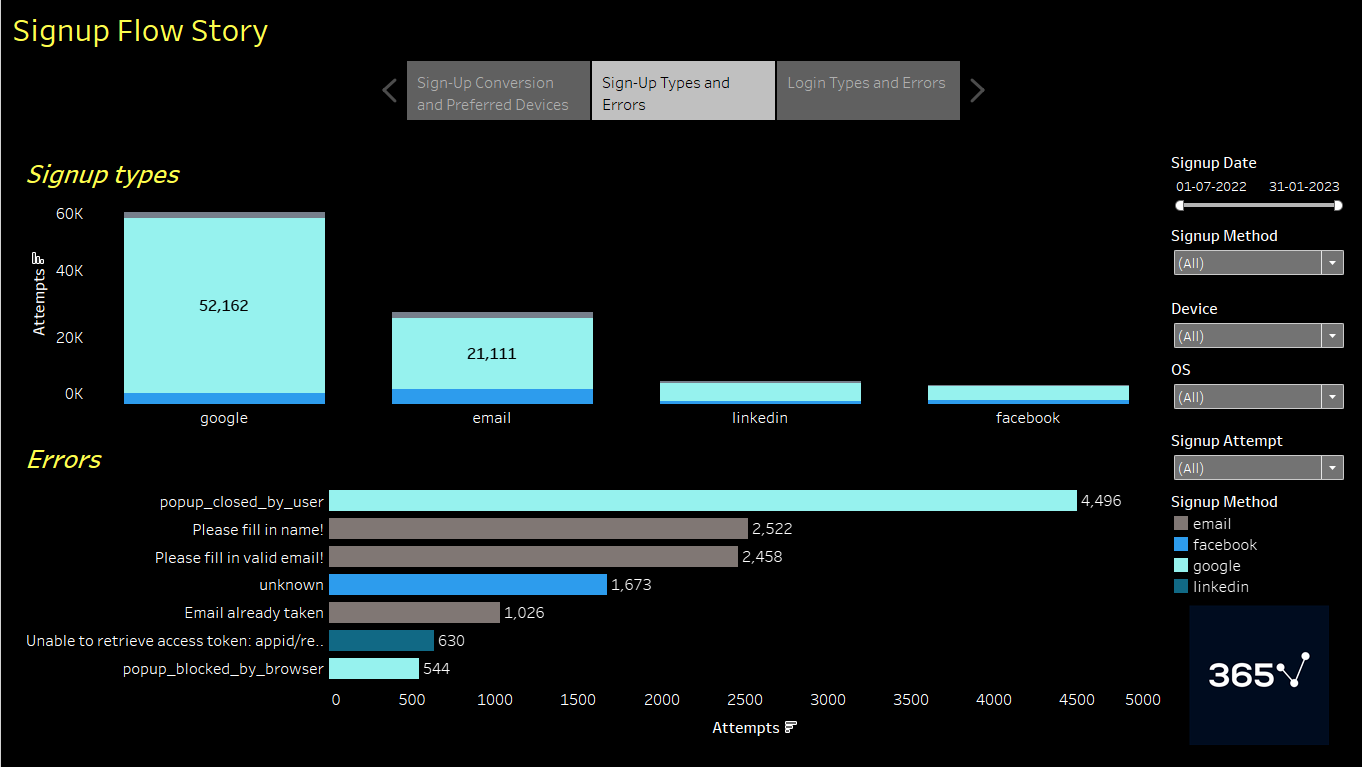 Signup Flow Story
Sign-Up Conversion
and Preferred Devices
Sign-Up Types and
Errors
Login Types and Errors
Signup types
60K
40K
20K
0K
Attempts
52,162
21,111
google
email
linkedin
facebook
Errors
popup_closed_by_user
4,496
Please fill in name!
2,522
Please fill in valid email!
2,458
unknown
1,673
Email already taken
1,026
Unable to retrieve access token: appid/re..
630
popup_blocked_by_browser
544
0 500 1000 1500 2000 2500 3000 3500 4000 4500 5000
Attempts
Signup Date
01-07-2022 31-01-2023
Signup Method
(All)
Device
(All)
OS
(All)
Signup Attempt
(All)
Signup Method
email
facebook
google
linkedin
365